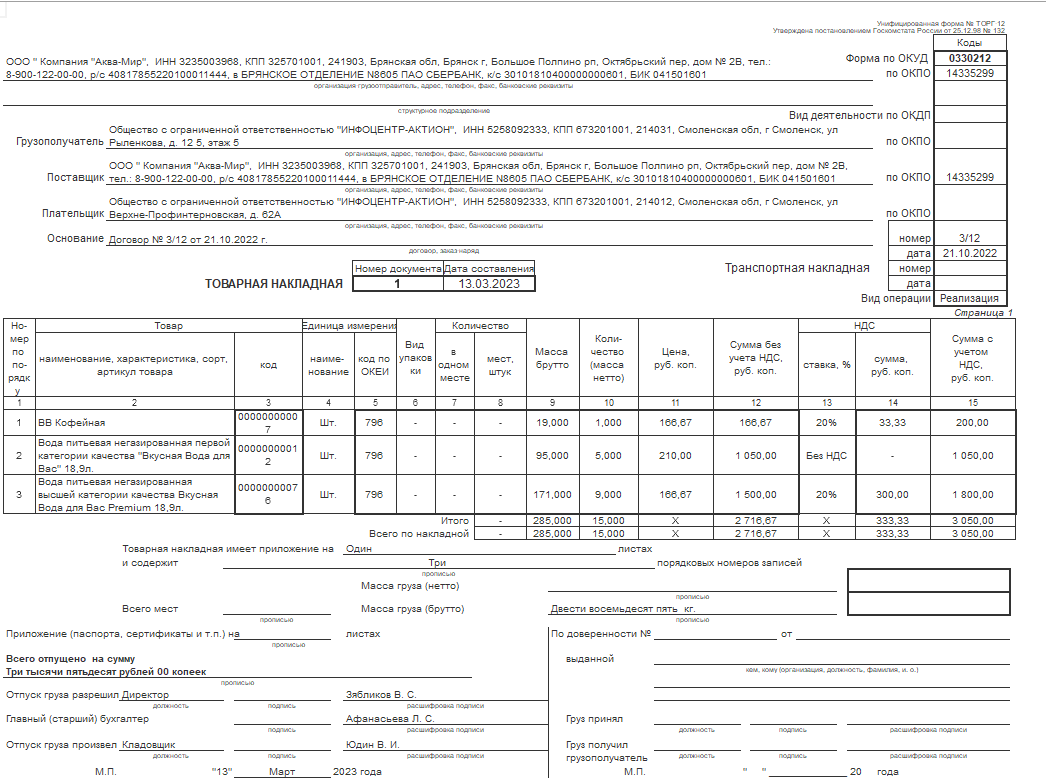 Унифицированная форма № ТОРГ 12
Утверждена постановлением Госкомстата России от 25.12.98 № 132
Коды
Форма по ОКУД 0330212
ООО " Компания "Аква-Мир", ИНН 3235003968, КПП 325701001, 241903, Брянская обл, Брянск г, Большое Полпино рп, Октябрьский пер, дом № 2В, тел.:
8-900-122-00-00, р/с 40817855220100011444, в БРЯНСКОЕ ОТДЕЛЕНИЕ N8605 ПАО СБЕРБАНК, к/с 30101810400000000601, БИК 041501601
по ОКПО 14335299
организация грузоотправитель, адрес, телефон, факс, банковские реквизиты
структурное подразделение
Вид деятельности по ОКДП
Грузополучатель Общество с ограниченной ответственностью "ИНФОЦЕНТР-АКТИОН", ИНН 5258092333, КПП 673201001, 214031, Смоленская обл, г Смоленск, ул
Рыленкова, д. 12 5, этаж 5
по ОКПО
организация, адрес, телефон, факс, банковские реквизиты
Поставщик ООО " Компания "Аква-Мир", ИНН 3235003968, КПП 325701001, 241903, Брянская обл, Брянск г, Большое Полпино рп, Октябрьский пер, дом № 2В,
тел.: 8-900-122-00-00, р/с 40817855220100011444, в БРЯНСКОЕ ОТДЕЛЕНИЕ N8605 ПАО СБЕРБАНК, к/с 30101810400000000601, БИК 041501601
по ОКПО 14335299
организация, адрес, телефон, факс, банковские реквизиты
Плательщик Общество с ограниченной ответственностью "ИНФОЦЕНТР-АКТИОН", ИНН 5258092333, КПП 673201001, 214012, Смоленская обл, г Смоленск, ул
Верхне-Профинтерновская, д. 62А
по ОКПО
организация, адрес, телефон, факс, банковские реквизиты
Основание Договор № 3/12 от 21.10.2022 г.
номер 3/12
договор, заказ-наряд
дата 21.10.2022
Номер документа Дата составления
Транспортная накладная номер
ТОВАРНАЯ НАКЛАДНАЯ 1 13.03.2023
дата
Вид операции Реализация
Страница 1
Но-мер по по-рядку Товар Единица измерения Вид упаковки Количество Масса брутто Коли-чество (масса нетто) Цена, руб. коп. Сумма без учета НДС, руб. коп. НДС Сумма с учетом НДС, руб. коп.
наименование, характеристика, сорт, артикул товара код наиме-нование код по ОКЕИ в одном месте мест, штук ставка, % сумма, руб. коп.
1 2 3 4 5 6 7 8 9 10 11 12 13 14 15
1 ВВ Кофейная 00000000007 Шт. 796 - - - 19,000 1,000 166,67 166,67 20% 33,33 200,00
2 Вода питьевая негазированная первой категории качества "Вкусная Вода для Вас" 18,9л. 00000000012 Шт. 796 - - - 95,000 5,000 210,00 1 050,00 Без НДС - 1 050,00
3 Вода питьевая негазированная высшей категории качества Вкусная Вода для Вас Premium 18,9л. 00000000076 Шт. 796 - - - 171,000 9,000 166,67 1 500,00 20% 300,00 1 800,00
Итого - 285,000 15,000 X 2 716,67 X 333,33 3 050,00
Всего по накладной - 285,000 15,000 X 2 716,67 X 333,33 3 050,00
Товарная накладная имеет приложение на Один листах
и содержит Три порядковых номеров записей
прописью
Масса груза (нетто)
прописью
Всего мест Масса груза (брутто) Двести восемьдесят пять кг.
прописью прописью
Приложение (паспорта, сертификаты и т.п.) на листах
прописью
По доверенности № от
Всего отпущено на сумму
Три тысячи пятьдесят рублей 00 копеек
прописью
выданной
кем, кому (организация, должность, фамилия, и. о.)
Отпуск груза разрешил Директор Зябликов В. С.
должность подпись расшифровка подписи
Главный (старший) бухгалтер Афанасьева Л. С.
подпись расшифровка подписи
Груз принял
должность подпись расшифровка подписи
Отпуск груза произвел Кладовщик Юдин В. И.
должность подпись расшифровка подписи
Груз получил
грузополучатель
должность подпись расшифровка подписи
М.П. "13" Март 2023 года
М.П. " " 20 года